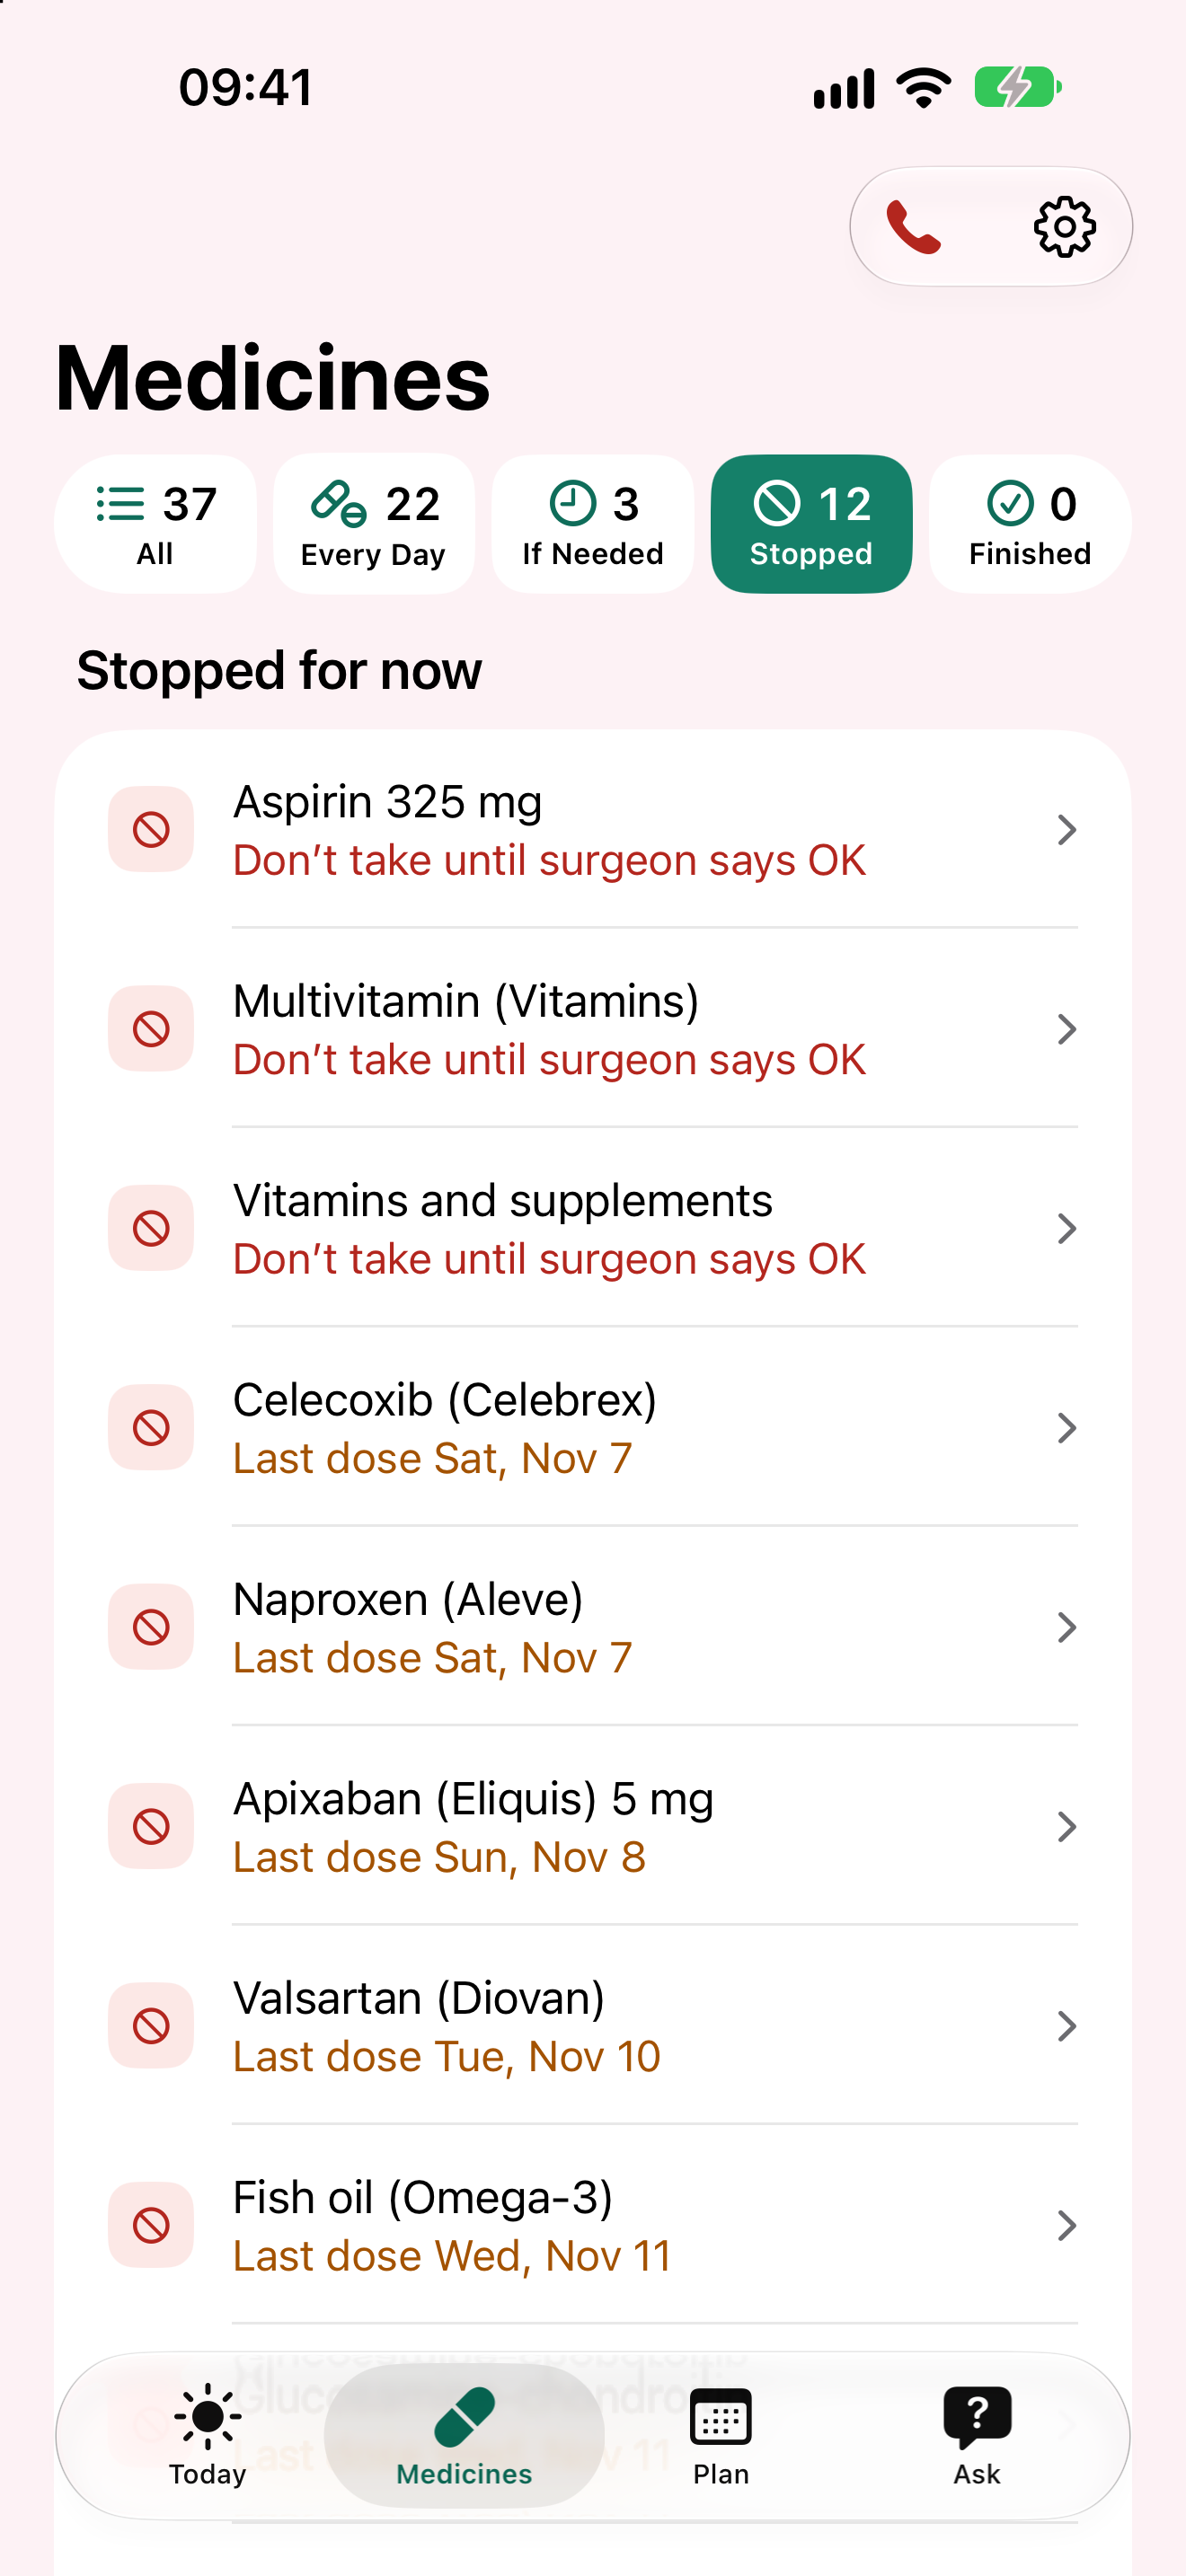 09:41
Medicines
37
All
22
Every Day
3
If Needed
12
Stopped
0
Finished
Stopped for now
Aspirin 325 mg
Don’t take until surgeon says OK
Multivitamin (Vitamins)
Don’t take until surgeon says OK
Vitamins and supplements
Don’t take until surgeon says OK
Celecoxib (Celebrex)
Last dose Sat, Nov 7
Naproxen (Aleve)
Last dose Sat, Nov 7
Apixaban (Eliquis) 5 mg
Last dose Sun, Nov 8
Valsartan (Diovan)
Last dose Tue, Nov 10
Fish oil (Omega-3)
Last dose Wed, Nov 11
Today
Medicines
Plan
Ask